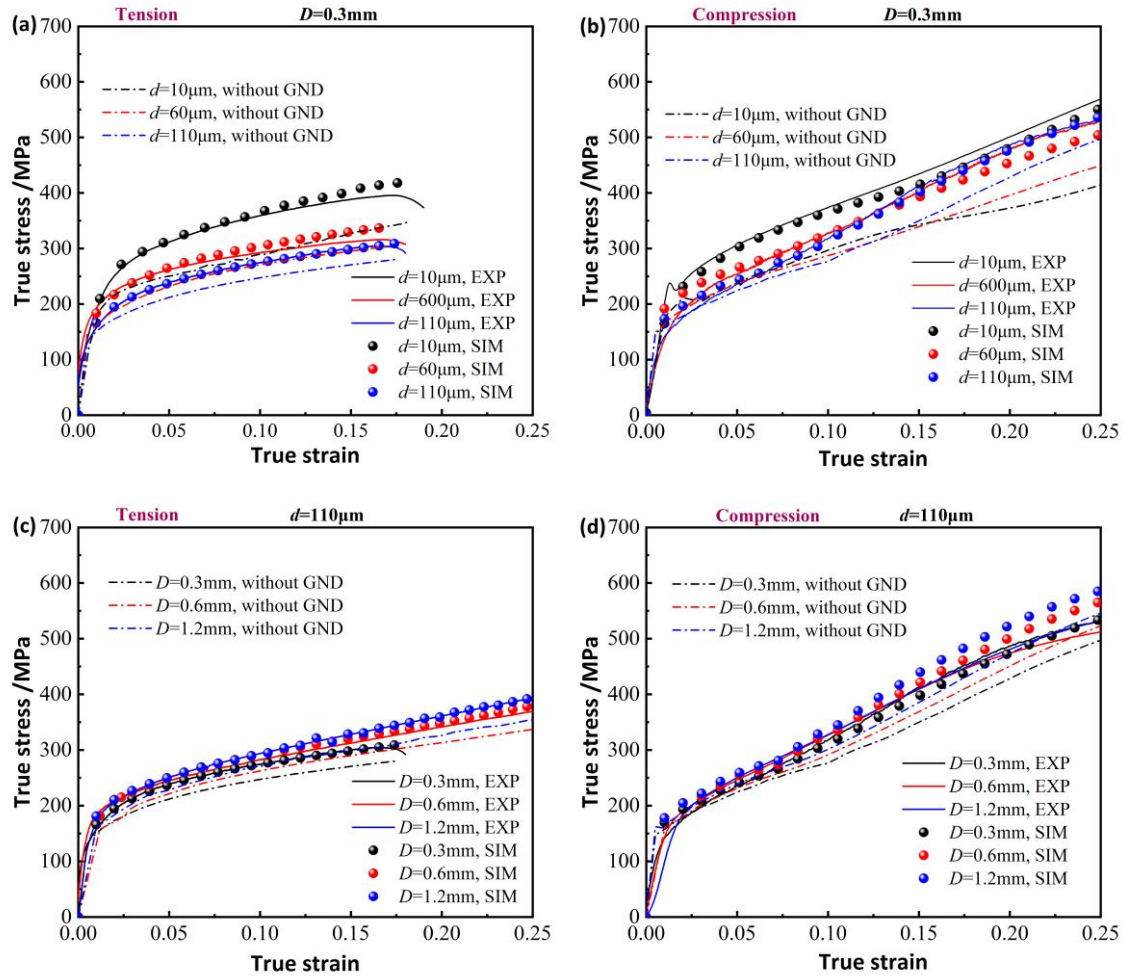 (a) Tension D=0.3mm
700
600
500
400
300
200
100
0
True stress /MPa
d=10μm, without GND
d=60μm, without GND
d=110μm, without GND
d=10μm, EXP
d=600μm, EXP
d=110μm, EXP
d=10μm, SIM
d=60μm, SIM
d=110μm, SIM
0.00 0.05 0.10 0.15 0.20 0.25
True strain
(b) Compression D=0.3mm
700
600
500
400
300
200
100
0
True stress /MPa
d=10μm, without GND
d=60μm, without GND
d=110μm, without GND
d=10μm, EXP
d=600μm, EXP
d=110μm, EXP
d=10μm, SIM
d=60μm, SIM
d=110μm, SIM
0.00 0.05 0.10 0.15 0.20 0.25
True strain
(c) Tension d=110μm
700
600
500
400
300
200
100
0
True stress /MPa
D=0.3mm, without GND
D=0.6mm, without GND
D=1.2mm, without GND
D=0.3mm, EXP
D=0.6mm, EXP
D=1.2mm, EXP
D=0.3mm, SIM
D=0.6mm, SIM
D=1.2mm, SIM
0.00 0.05 0.10 0.15 0.20 0.25
True strain
(d) Compression d=110μm
700
600
500
400
300
200
100
0
True stress /MPa
D=0.3mm, without GND
D=0.6mm, without GND
D=1.2mm, without GND
D=0.3mm, EXP
D=0.6mm, EXP
D=1.2mm, EXP
D=0.3mm, SIM
D=0.6mm, SIM
D=1.2mm, SIM
0.00 0.05 0.10 0.15 0.20 0.25
True strain